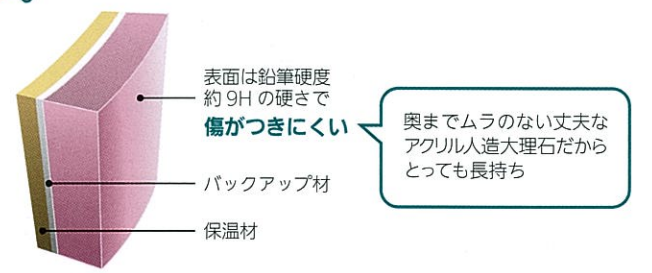 表面は鉛筆硬度
約9Hの硬さで
傷がつきにくい
奥までムラのない丈夫な
アクリル人造大理石だから
とっても長持ち
バックアップ材
保温材